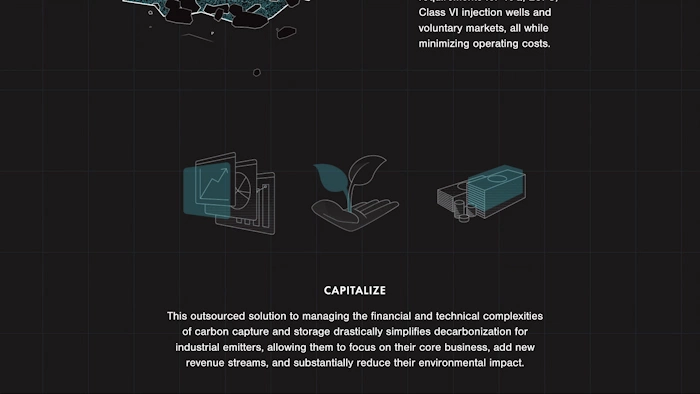 Class VI injection wells and
voluntary markets, all while
minimizing operating costs.
CAPITALIZE
This outsourced solution to managing the financial and technical complexities
of carbon capture and storage drastically simplifies decarbonization for
industrial emitters, allowing them to focus on their core business, add new
revenue streams, and substantially reduce their environmental impact.